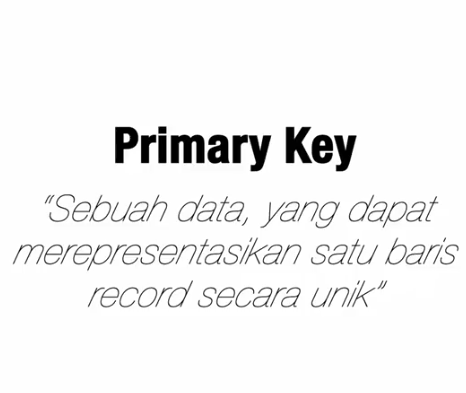 Primary Key
“Sebuah data, yang dapat
merepresentasikan satu baris
record secara unik”